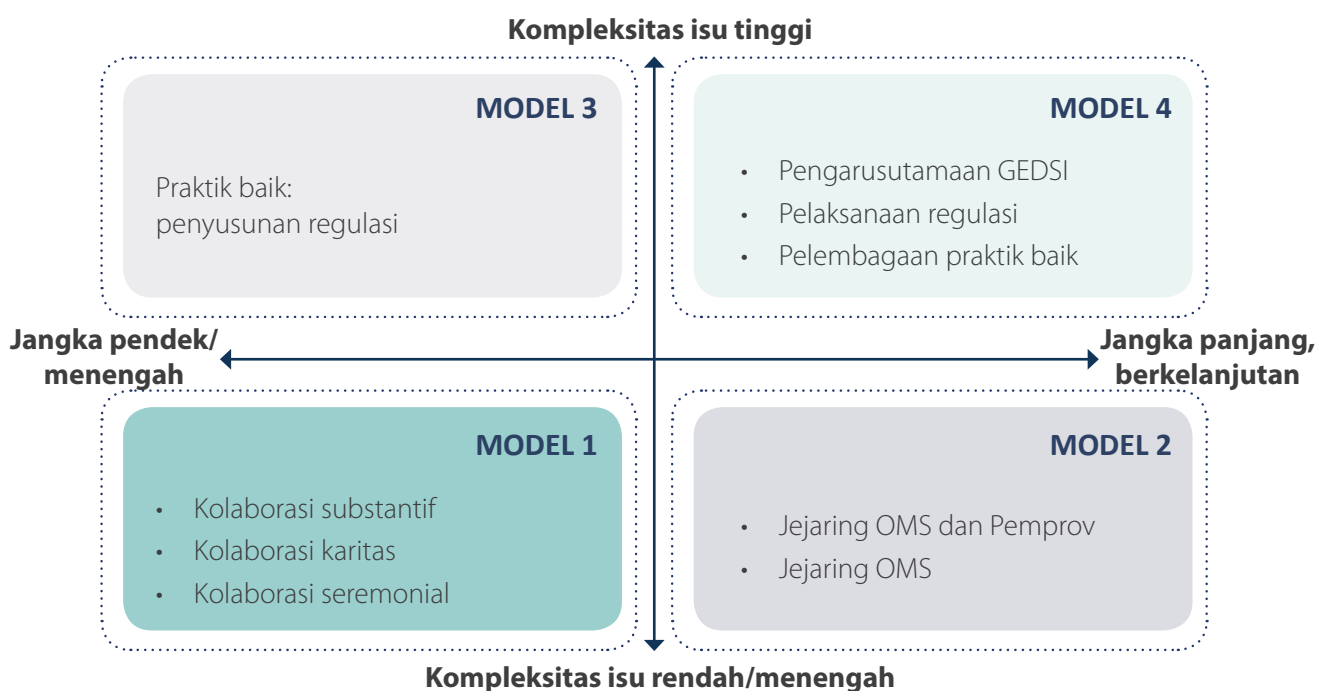 Kompleksitas isu tinggi
MODEL 3
Praktik baik:
penyusunan regulasi
MODEL 4
• Pengarusutamaan GEDSI
• Pelaksanaan regulasi
• Pelembagaan praktik baik
Jangka pendek/
menengah
Jangka panjang,
berkelanjutan
MODEL 1
• Kolaborasi substantif
• Kolaborasi karitas
• Kolaborasi seremonial
MODEL 2
• Jejaring OMS dan Pemprov
• Jejaring OMS
Kompleksitas isu rendah/menengah